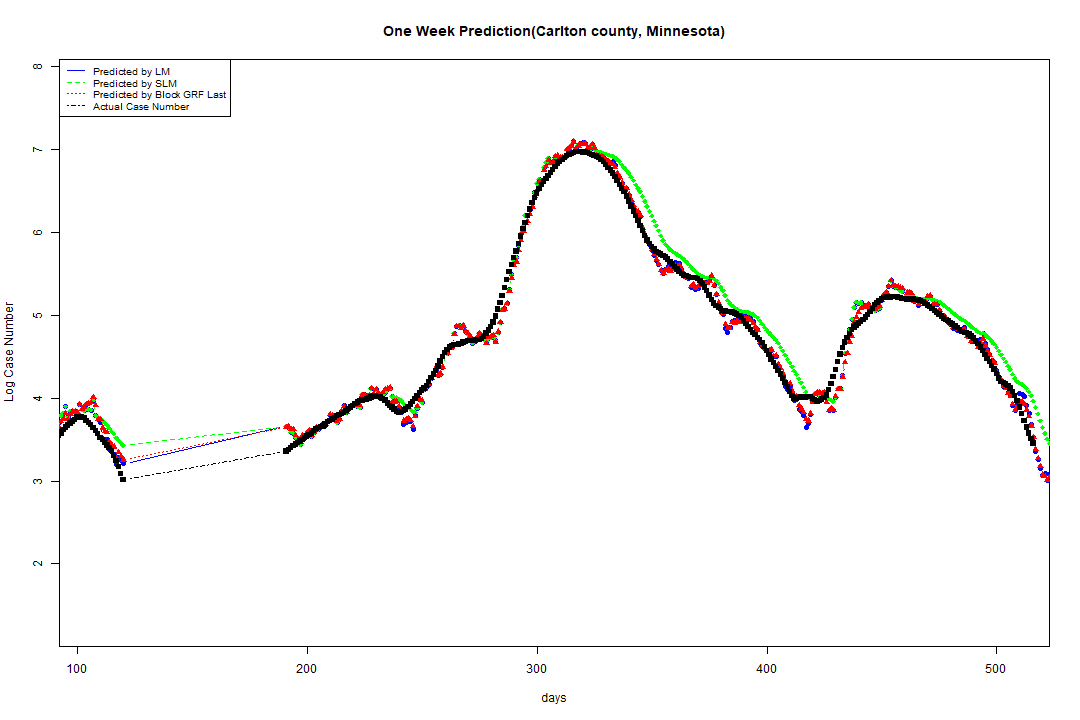 One Week Prediction(Carlton county, Minnesota)
Predicted by LM
Predicted by SLM
Predicted by Block GRF Last
Actual Case Number
8
7
6
5
4
3
2
Log Case Number
100 200 300 400 500
days